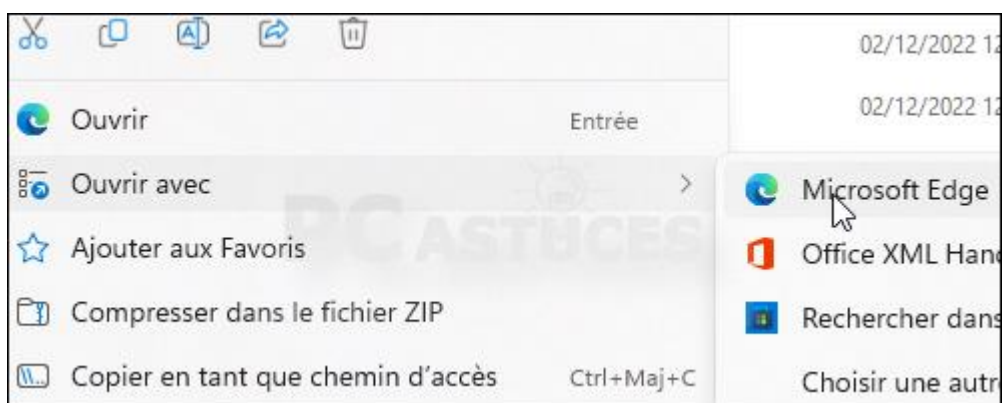 02/12/2022 12
Ouvrir Entrée
02/12/2022 12
Ouvrir avec
Microsoft Edge
PC ASTUCES
Ajouter aux Favoris
Office XML Hand
Compresser dans le fichier ZIP
Rechercher dans
Copier en tant que chemin d'accès Ctrl+Maj+C
Choisir une autr